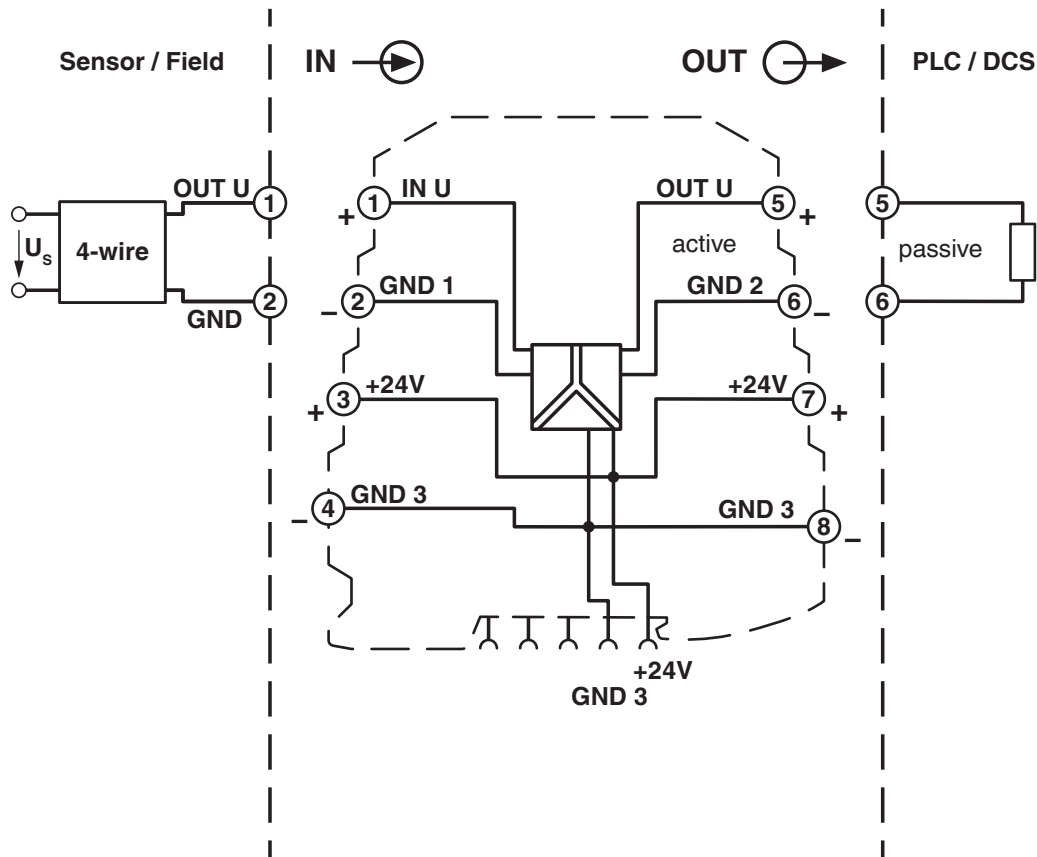 Sensor / Field IN OUT PLC / DCS
OUT U 1 1 IN U OUT U 5 5
+ +
U_s 4-wire active passive
GND 1 GND 2
2 2 6 6
GND − −
+24V +24V
3 7
+ +
GND 3 GND 3
4 8
− −
+24V
GND 3